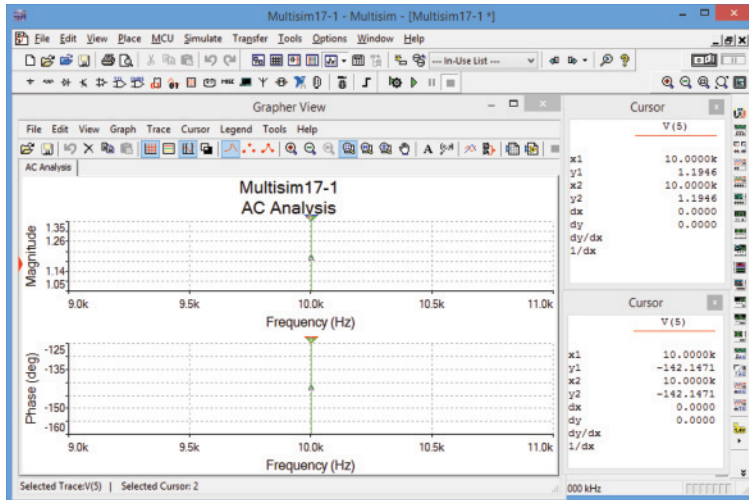 Multisim17-1 - Multisim - [Multisim17-1 *]
File Edit View Place MCU Simulate Transfer Tools Options Window Help
--- In-Use List ---
Grapher View
File Edit View Graph Trace Cursor Legend Tools Help
AC Analysis
Multisim17-1
AC Analysis
Magnitude
1.35
1.26
1.14
1.05
9.0k 9.5k 10.0k 10.5k 11.0k
Frequency (Hz)
Phase (deg)
-125
-135
-150
-160
9.0k 9.5k 10.0k 10.5k 11.0k
Frequency (Hz)
Selected Trace:V(5) | Selected Cursor: 2
Cursor
V(5)
x1 10.0000k
y1 1.1946
x2 10.0000k
y2 1.1946
dx 0.0000
dy 0.0000
dy/dx
1/dx
Cursor
V(5)
x1 10.0000k
y1 -142.1471
x2 10.0000k
y2 -142.1471
dx 0.0000
dy 0.0000
dy/dx
1/dx
000 kHz